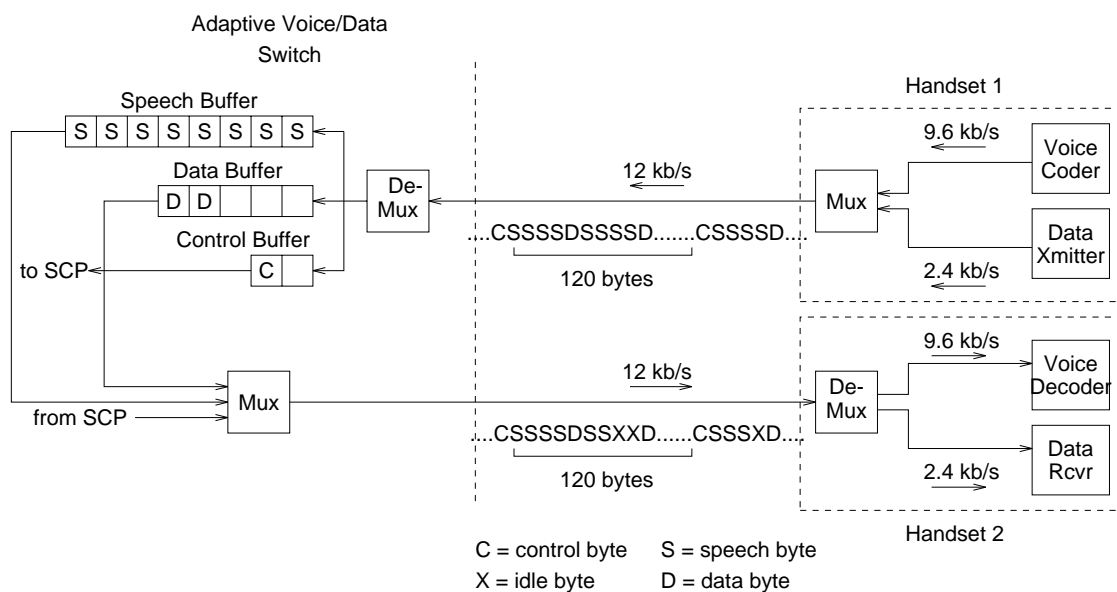 Adaptive Voice/Data
Switch
Speech Buffer
S S S S S S S S
Data Buffer
D D
Control Buffer
C
to SCP
De-
Mux
12 kb/s
....CSSSSDSSSSD.......CSSSSD....
120 bytes
Handset 1
9.6 kb/s
Mux
Voice
Coder
Data
Xmitter
2.4 kb/s
from SCP
Mux
12 kb/s
....CSSSSDSSXXD......CSSSXD....
120 bytes
De-
Mux
9.6 kb/s
Voice
Decoder
Data
Rcvr
2.4 kb/s
Handset 2
C = control byte S = speech byte
X = idle byte D = data byte